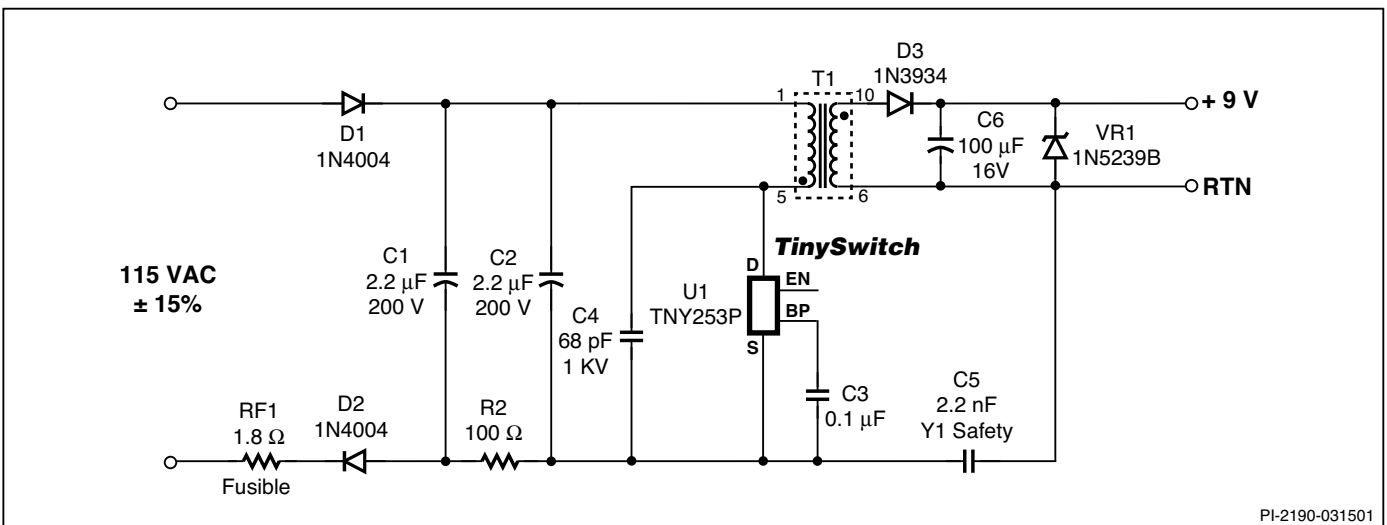 D3
1N3934
T1
1
10
+ 9 V
D1
1N4004
C6
100 µF
16V
VR1
1N5239B
5
6
RTN
TinySwitch
115 VAC
± 15%
C1
2.2 µF
200 V
C2
2.2 µF
200 V
C4
68 pF
1 KV
U1
TNY253P
D
EN
BP
S
C3
0.1 µF
C5
2.2 nF
Y1 Safety
RF1
1.8 Ω
Fusible
D2
1N4004
R2
100 Ω
PI-2190-031501